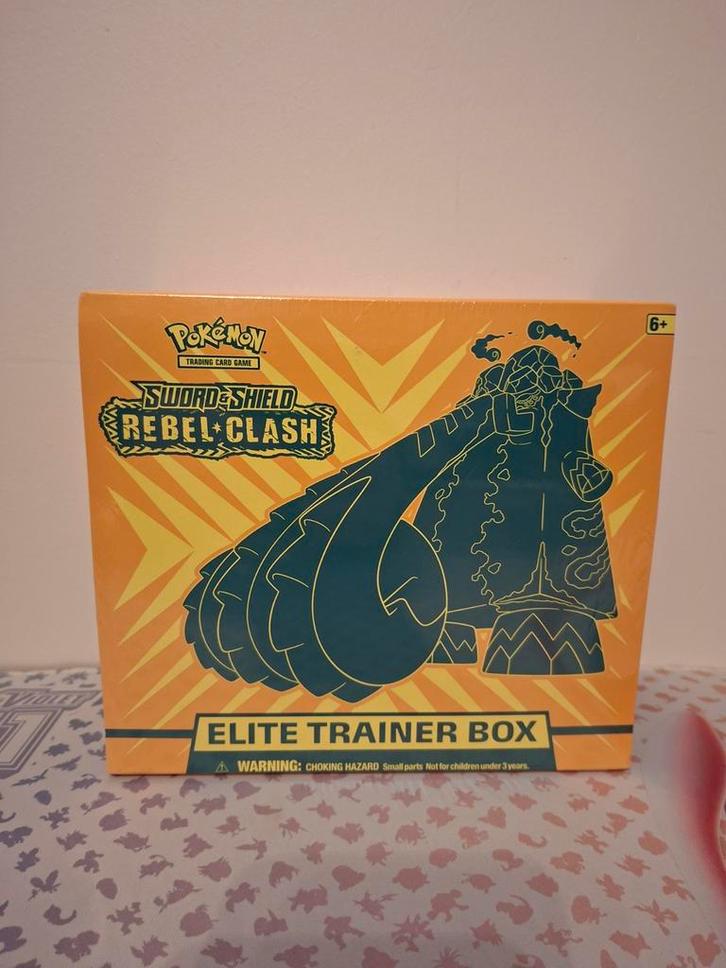 6+
Pokémon
TRADING CARD GAME
SWORD & SHIELD
REBEL CLASH
ELITE TRAINER BOX
WARNING: CHOKING HAZARD Small parts Not for children under 3 years.